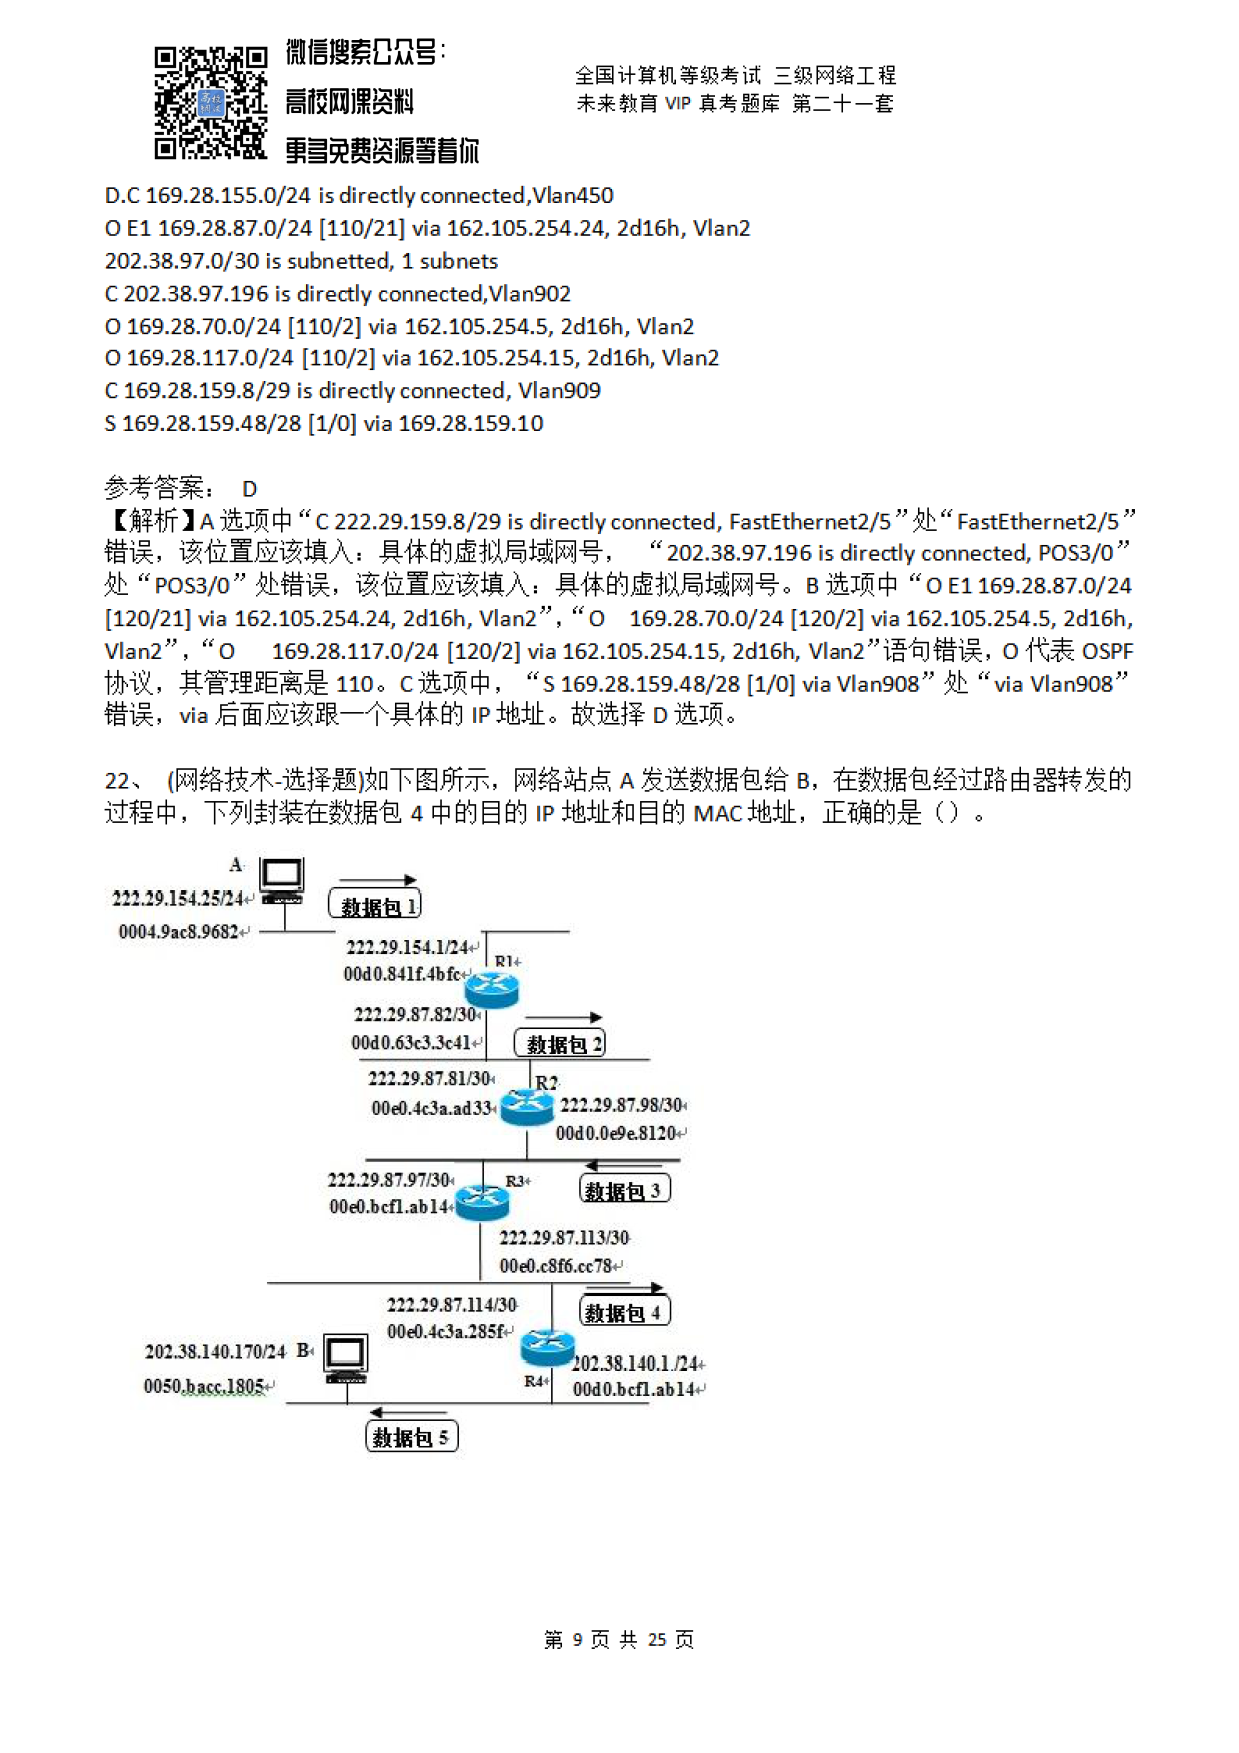 微信搜索公众号：
高校网课资料
更多免费资源等着你
全国计算机等级考试 三级网络工程
未来教育 VIP 真考题库 第二十一套
D.C 169.28.155.0/24 is directly connected,Vlan450
O E1 169.28.87.0/24 [110/21] via 162.105.254.24, 2d16h, Vlan2
202.38.97.0/30 is subnetted, 1 subnets
C 202.38.97.196 is directly connected,Vlan902
O 169.28.70.0/24 [110/2] via 162.105.254.5, 2d16h, Vlan2
O 169.28.117.0/24 [110/2] via 162.105.254.15, 2d16h, Vlan2
C 169.28.159.8/29 is directly connected, Vlan909
S 169.28.159.48/28 [1/0] via 169.28.159.10
参考答案： D
【解析】A 选项中“C 222.29.159.8/29 is directly connected, FastEthernet2/5”处“FastEthernet2/5”
错误，该位置应该填入：具体的虚拟局域网号， “202.38.97.196 is directly connected, POS3/0”
处“POS3/0”处错误，该位置应该填入：具体的虚拟局域网号。B 选项中“O E1 169.28.87.0/24
[120/21] via 162.105.254.24, 2d16h, Vlan2”，“O 169.28.70.0/24 [120/2] via 162.105.254.5, 2d16h,
Vlan2”，“O 169.28.117.0/24 [120/2] via 162.105.254.15, 2d16h, Vlan2”语句错误，O 代表 OSPF
协议，其管理距离是 110。C 选项中，“S 169.28.159.48/28 [1/0] via Vlan908”处“via Vlan908”
错误，via 后面应该跟一个具体的 IP 地址。故选择 D 选项。
22、 (网络技术-选择题)如下图所示，网络站点 A 发送数据包给 B，在数据包经过路由器转发的
过程中，下列封装在数据包 4 中的目的 IP 地址和目的 MAC 地址，正确的是（）。
A
222.29.154.25/24
0004.9ac8.9682
数据包 1
222.29.154.1/24
R1
00d0.841f.4bfc
222.29.87.82/30
00d0.63c3.3c41
数据包 2
222.29.87.81/30
R2
00e0.4c3a.ad33
222.29.87.98/30
00d0.0e9e.8120
222.29.87.97/30
R3
数据包 3
00e0.bcf1.ab14
222.29.87.113/30
00e0.c8f6.cc78
222.29.87.114/30
数据包 4
00e0.4c3a.285f
202.38.140.170/24 B
202.38.140.1./24
0050.bacc.1805
R4
00d0.bcf1.ab14
数据包 5
第 9 页 共 25 页